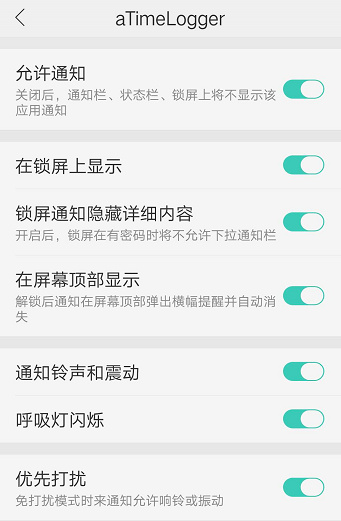 aTimeLogger
允许通知
关闭后，通知栏、状态栏、锁屏上将不显示该
应用通知
在锁屏上显示
锁屏通知隐藏详细内容
开启后，锁屏在有密码时将不允许下拉通知栏
在屏幕顶部显示
解锁后通知在屏幕顶部弹出横幅提醒并自动消
失
通知铃声和震动
呼吸灯闪烁
优先打扰
免打扰模式时来通知允许响铃或振动